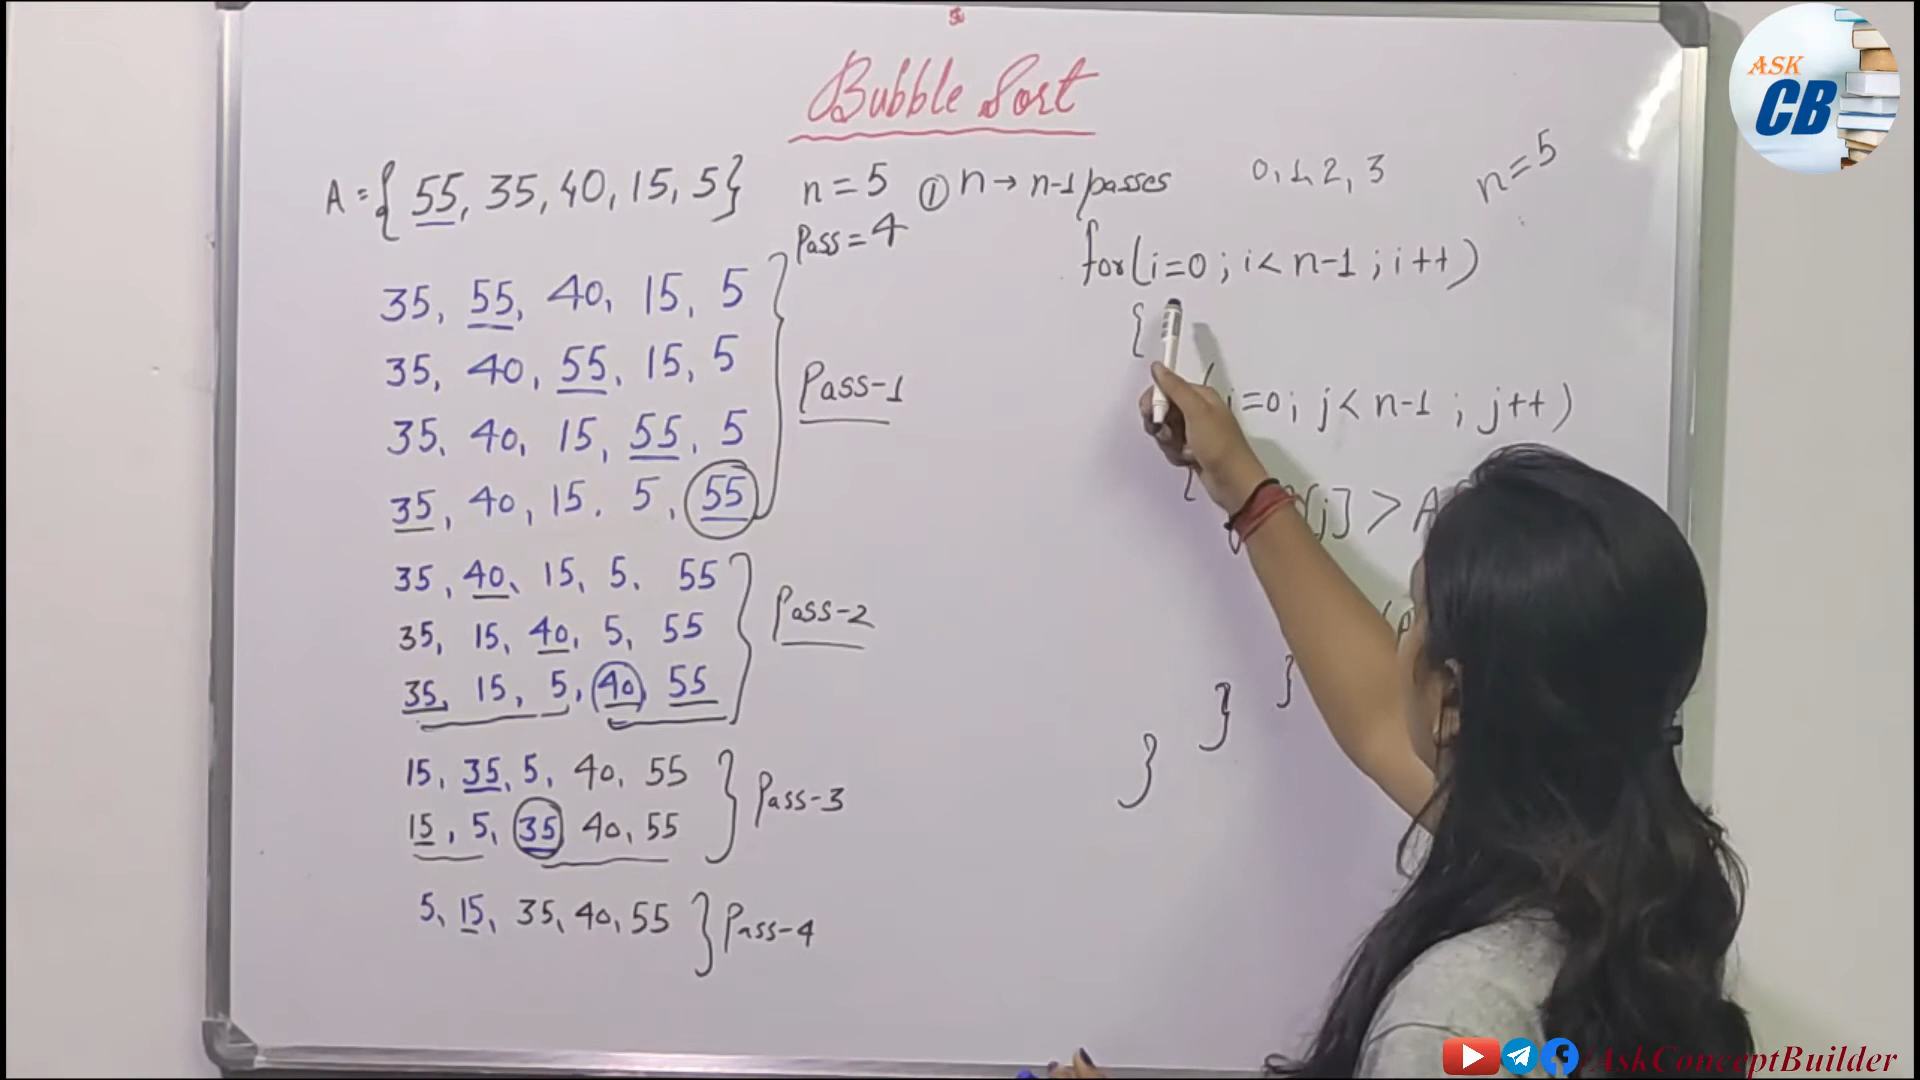 Bubble Sort
A = { 55, 35, 40, 15, 5}
n = 5
① n → n-1 passes
Pass = 4
35, 55, 40, 15, 5
35, 40, 55, 15, 5
35, 40, 15, 55, 5
35, 40, 15, 5, 55
Pass-1
35, 40, 15, 5, 55
35, 15, 40, 5, 55
35, 15, 5, 40, 55
Pass-2
15, 35, 5, 40, 55
15, 5, 35 40, 55
Pass-3
5, 15, 35, 40, 55
Pass-4
0, 1, 2, 3
n = 5
for(i=0; i< n-1; i++)
{
=0; j< n-1; j++)
j] > A
}
}
}
ASK
CB
/AskConceptBuilder